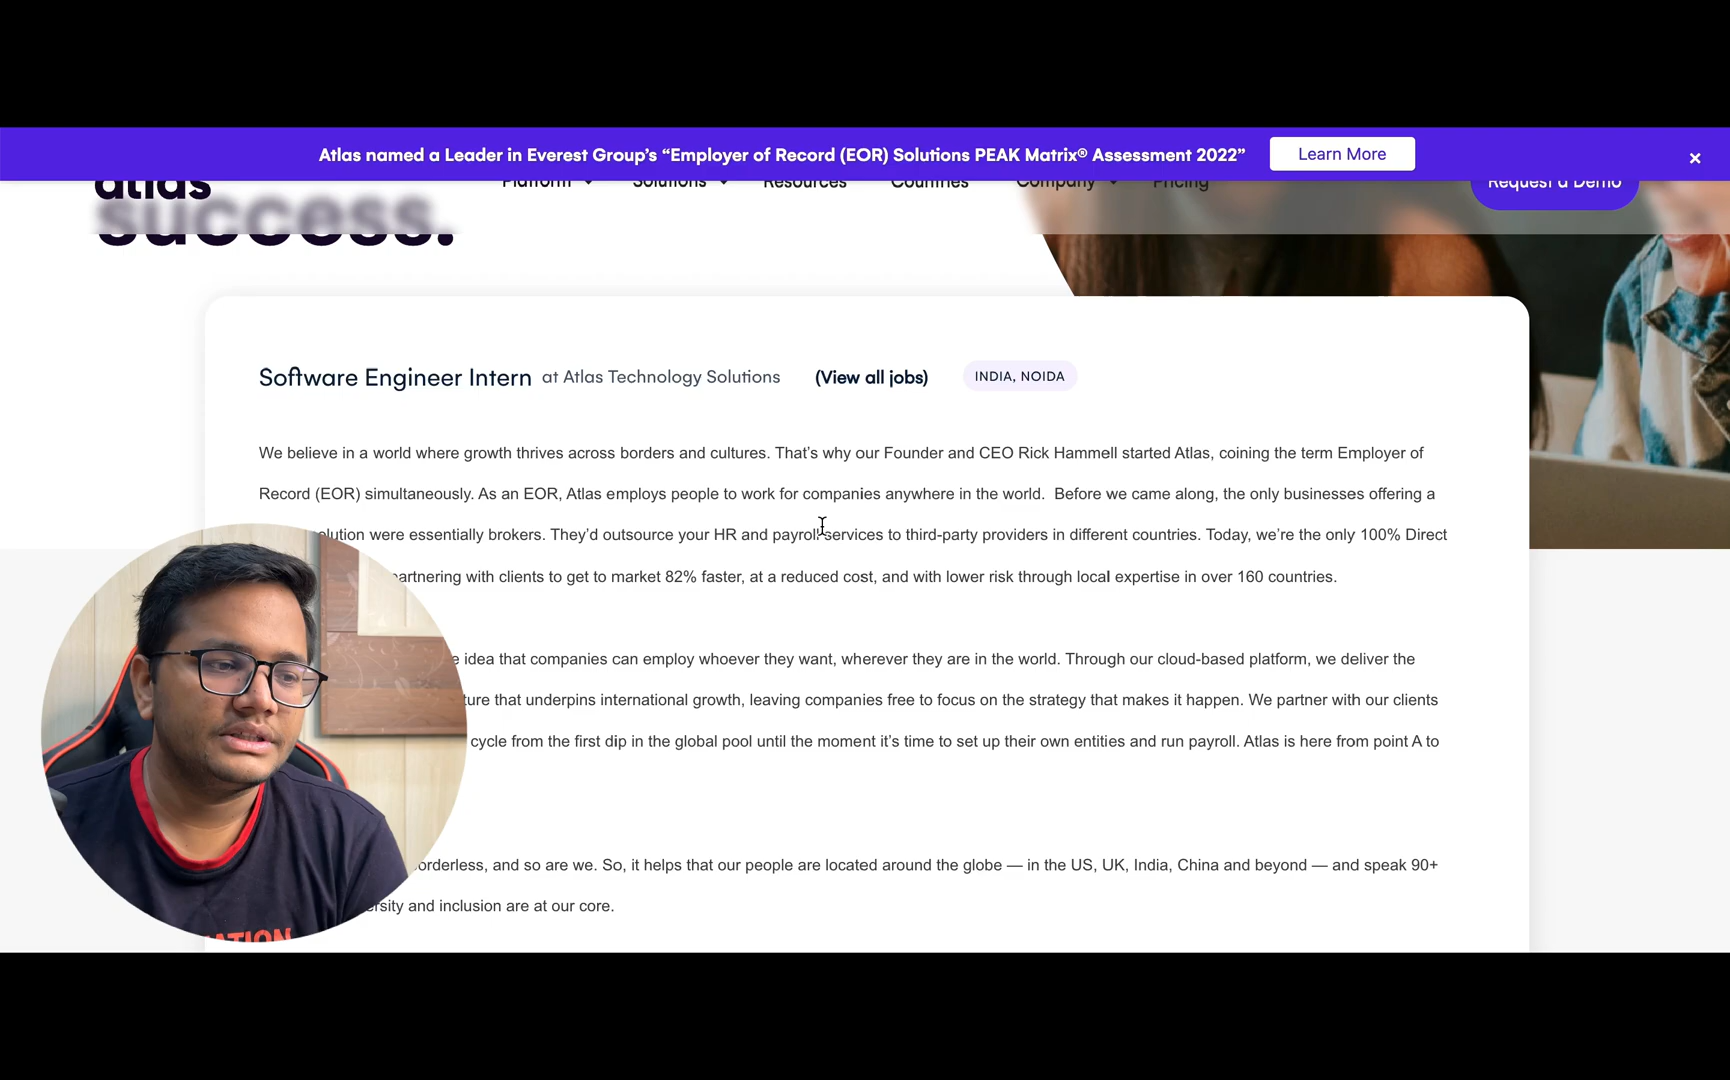 Atlas named a Leader in Everest Group's “Employer of Record (EOR) Solutions PEAK Matrix® Assessment 2022”
Learn More
×
atlas
Platform
Solutions
Resources
Countries
Company
Pricing
Request a Demo
success.
Software Engineer Intern at Atlas Technology Solutions (View all jobs) INDIA, NOIDA
We believe in a world where growth thrives across borders and cultures. That’s why our Founder and CEO Rick Hammell started Atlas, coining the term Employer of
Record (EOR) simultaneously. As an EOR, Atlas employs people to work for companies anywhere in the world. Before we came along, the only businesses offering a
were essentially brokers. They’d outsource your HR and payroll services to third-party providers in different countries. Today, we’re the only 100% Direct
with clients to get to market 82% faster, at a reduced cost, and with lower risk through local expertise in over 160 countries.
idea that companies can employ whoever they want, wherever they are in the world. Through our cloud-based platform, we deliver the
that underpins international growth, leaving companies free to focus on the strategy that makes it happen. We partner with our clients
cycle from the first dip in the global pool until the moment it’s time to set up their own entities and run payroll. Atlas is here from point A to
and so are we. So, it helps that our people are located around the globe — in the US, UK, India, China and beyond — and speak 90+
and inclusion are at our core.